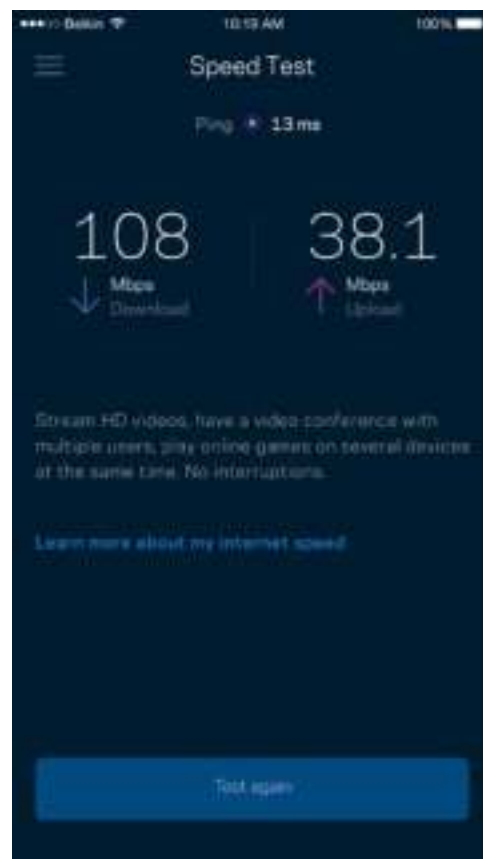 Belkin 10:13 AM 100%
Speed Test
Ping 13 ms
108 38.1
Mbps Mbps
Download Upload
Stream HD videos, have a video conference with
multiple users, play online games on several devices
at the same time. No interruptions.
Learn more about my internet speed
Test again